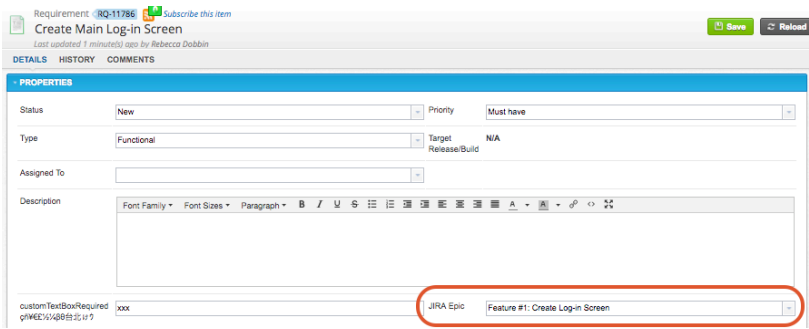 Requirement RQ-11786 Subscribe this item
Create Main Log-in Screen
Save Reload
Last updated 1 minute(s) ago by Rebecca Dobbin
DETAILS HISTORY COMMENTS
PROPERTIES
Status New Priority Must have
Type Functional Target Release/Build N/A
Assigned To
Description Font Family Font Sizes Paragraph B I U S A A
customTextBoxRequired xxx JIRA Epic Feature #1: Create Log-in Screen